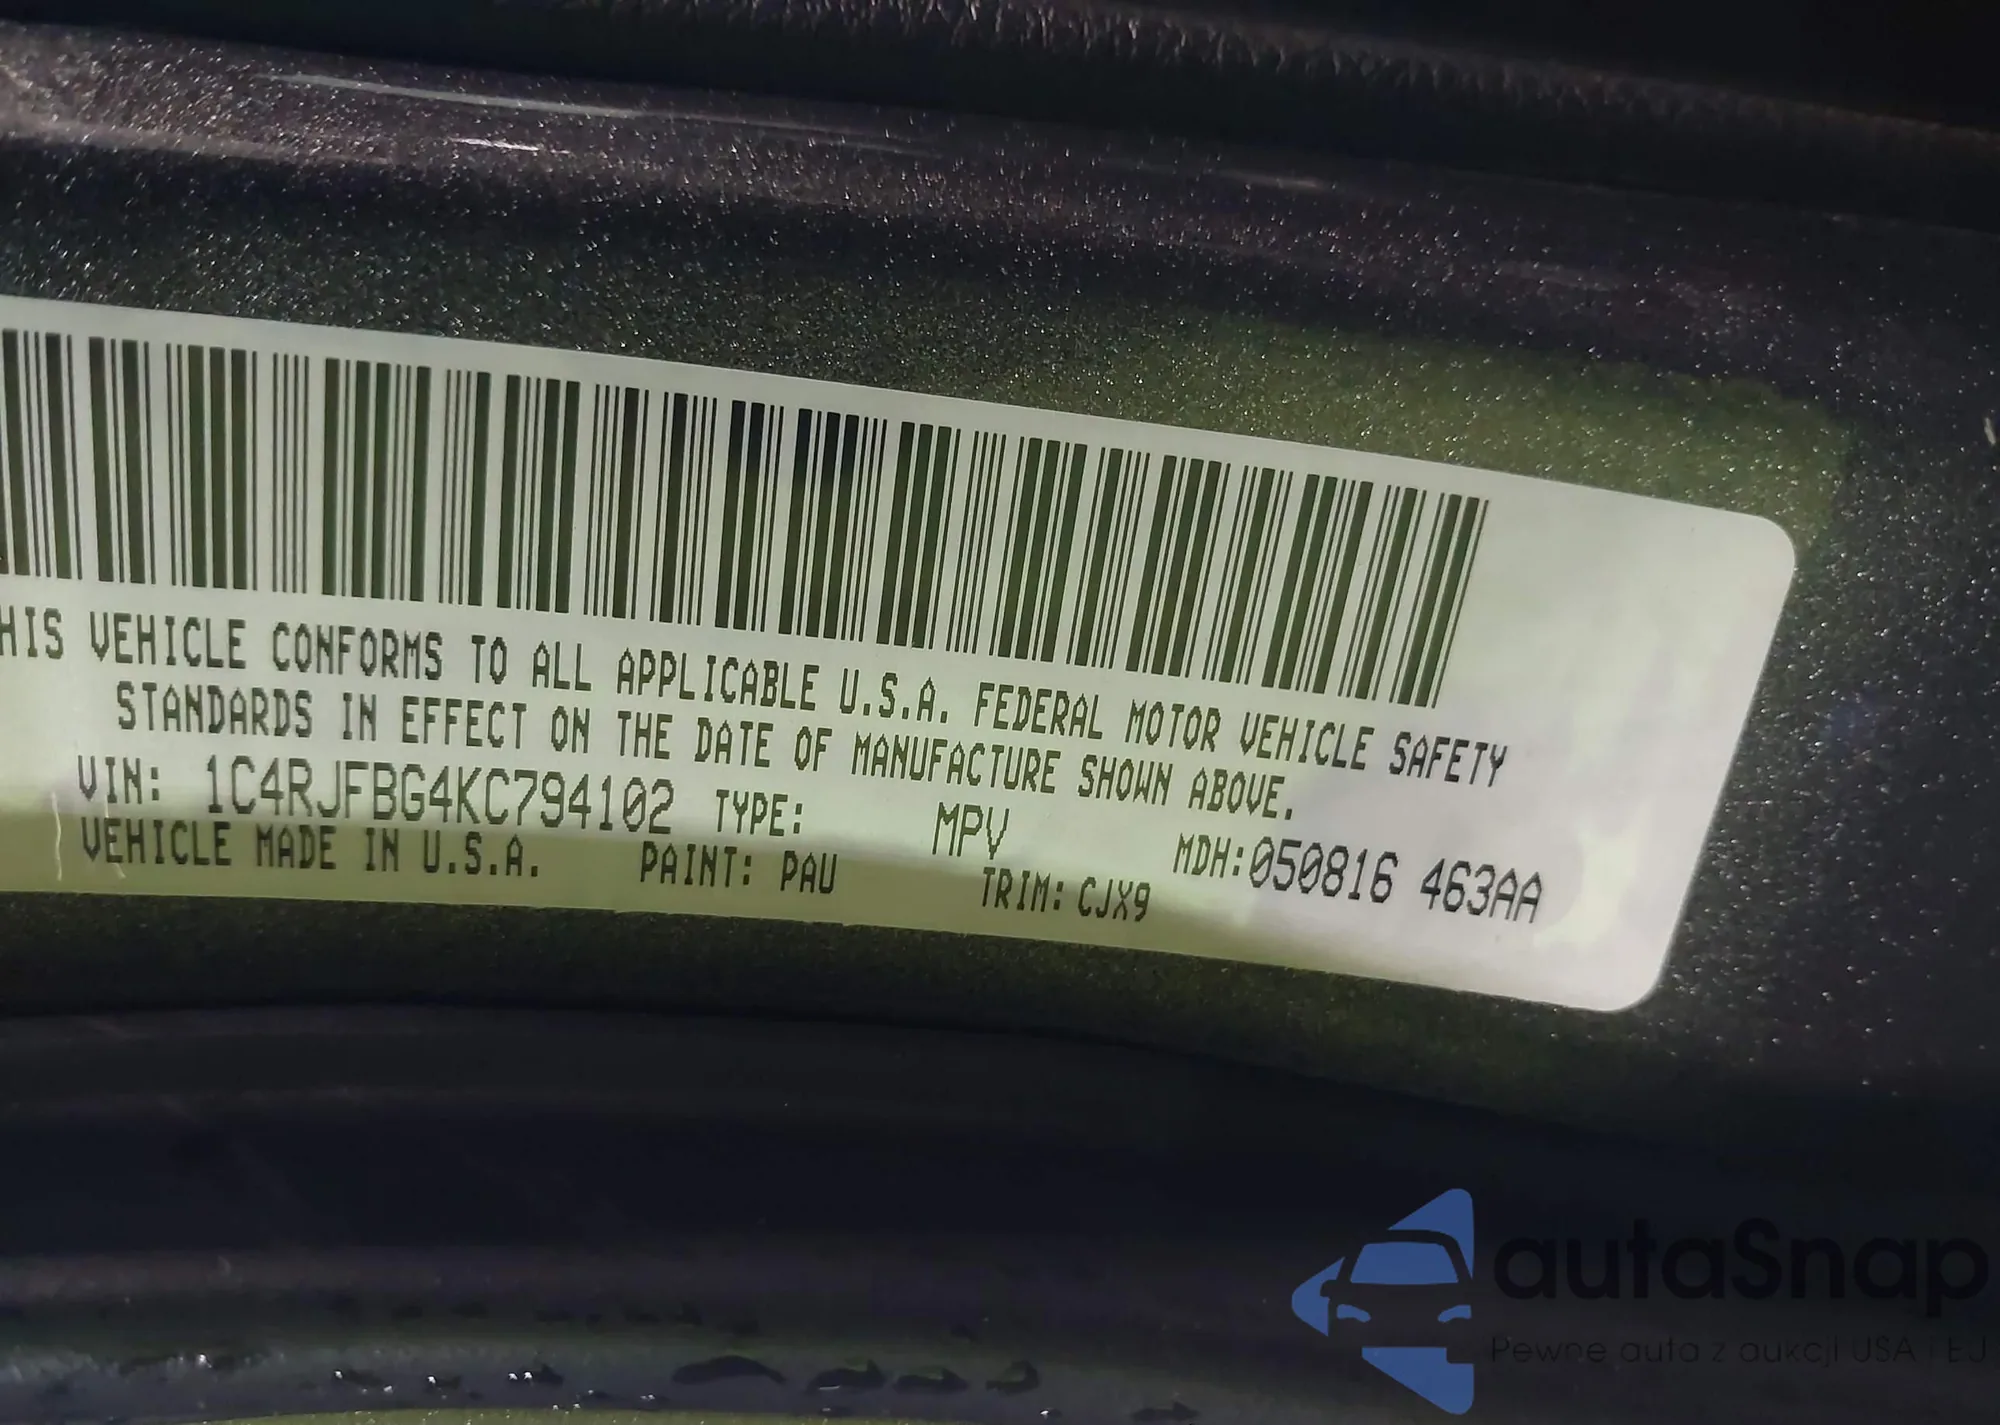 HIS VEHICLE CONFORMS TO ALL APPLICABLE U.S.A. FEDERAL MOTOR VEHICLE SAFETY
STANDARDS IN EFFECT ON THE DATE OF MANUFACTURE SHOWN ABOVE.
VIN: 1C4RJFBG4KC794102 TYPE: MPV MDH:050816 463AA
VEHICLE MADE IN U.S.A. PAINT: PAU TRIM: CJX9
autaSnap
Pewne auta z aukcji USA i EU